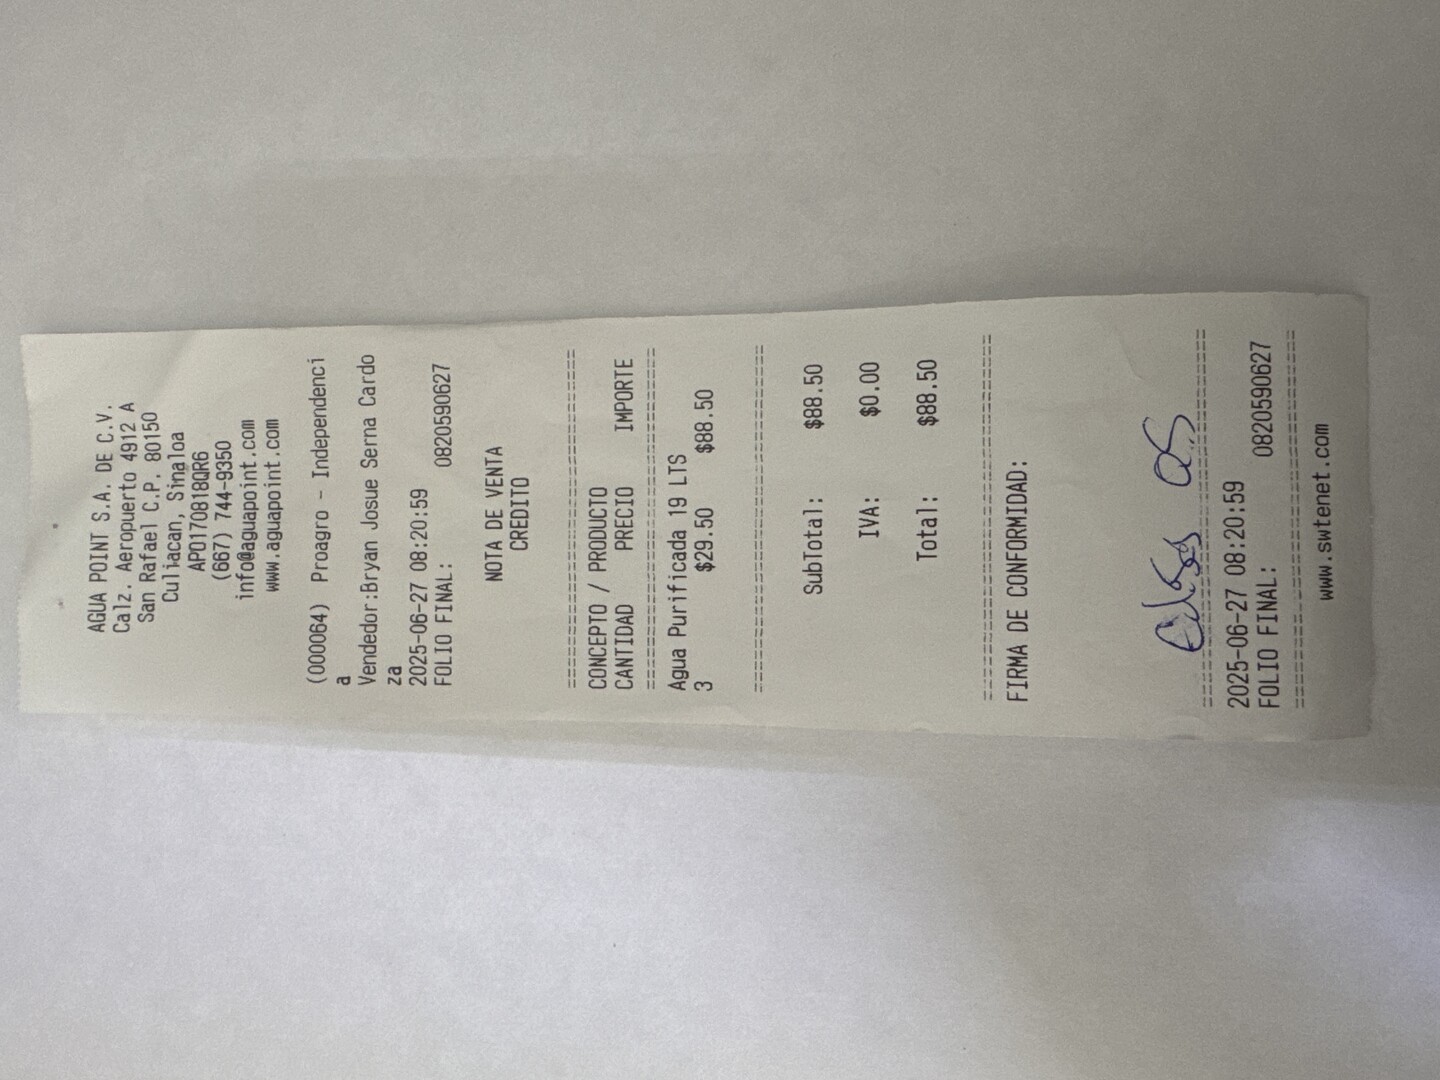 AGUA POINT S.A. DE C.V.
Calz. Aeropuerto 4912 A
San Rafael C.P. 80150
Culiacan, Sinaloa
APO170818QR6
(667) 744-9350
info@aguapoint.com
www.aguapoint.com
(000064) Proagro - Independenci
a
Vendedor:Bryan Josue Serna Cardo
za
2025-06-27 08:20:59
FOLIO FINAL: 0820590627
NOTA DE VENTA
CREDITO
================================
CONCEPTO / PRODUCTO
CANTIDAD PRECIO IMPORTE
================================
Agua Purificada 19 LTS
3 $29.50 $88.50
================================
SubTotal: $88.50
IVA: $0.00
Total: $88.50
================================
FIRMA DE CONFORMIDAD:
================================
2025-06-27 08:20:59
FOLIO FINAL: 0820590627
================================
www.swtenet.com